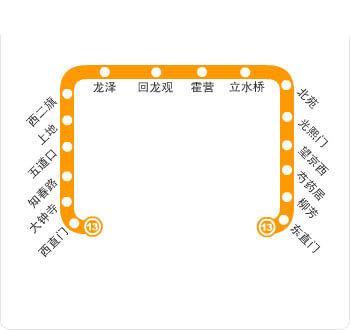 龙泽
回龙观
霍营
立水桥
西二旗
上地
五道口
知春路
大钟寺
西直门
13
北苑
光熙门
望京西
芍药居
柳芳
东直门
13